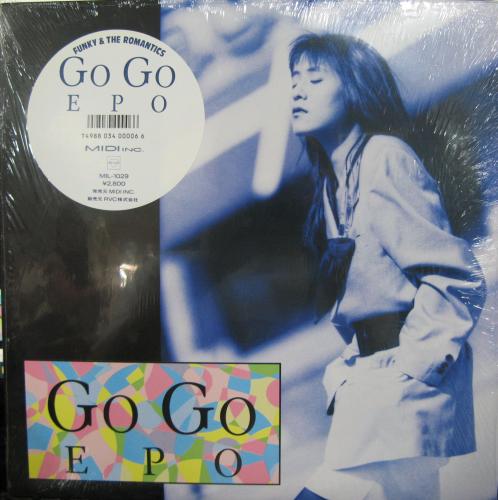 FUNKY & THE ROMANTICS
GO GO
EPO
T4988 034 00006 6
MIDI INC.
MIL-1029
¥2,800
発売元 MIDI INC.
販売元 RVC株式会社
GO GO
EPO